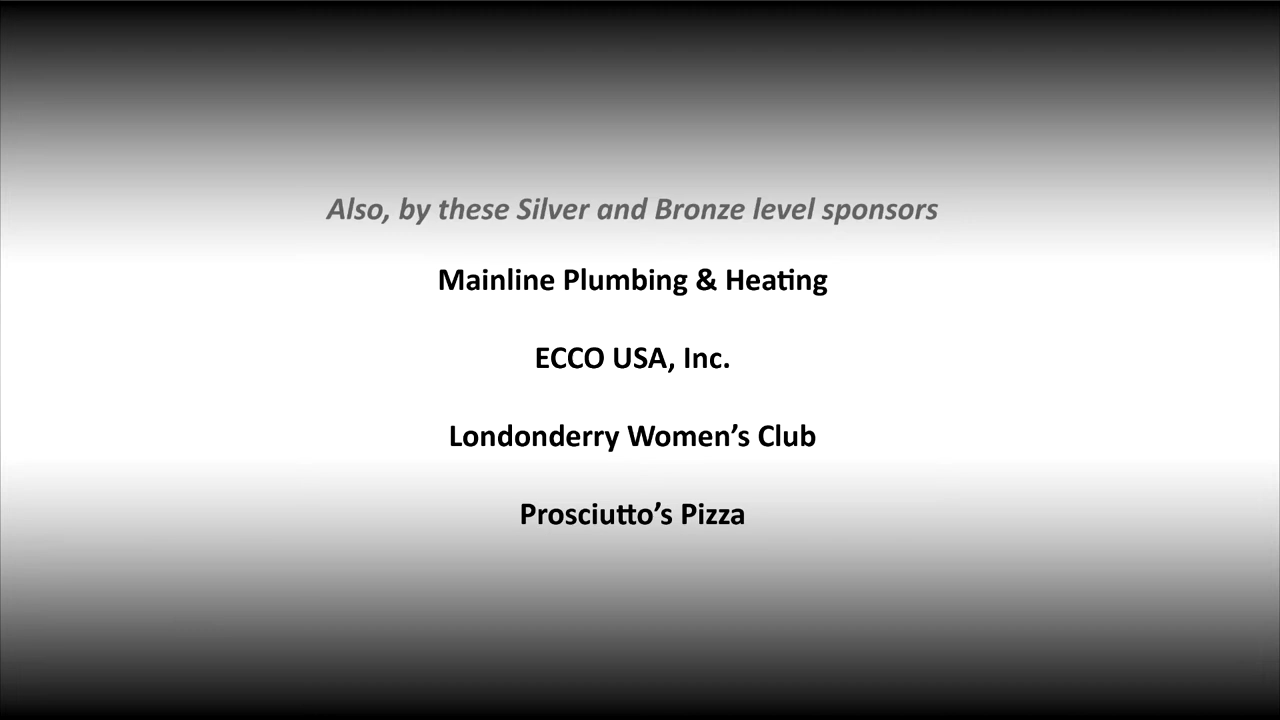 Also, by these Silver and Bronze level sponsors
Mainline Plumbing & Heating
ECCO USA, Inc.
Londonderry Women’s Club
Prosciutto’s Pizza